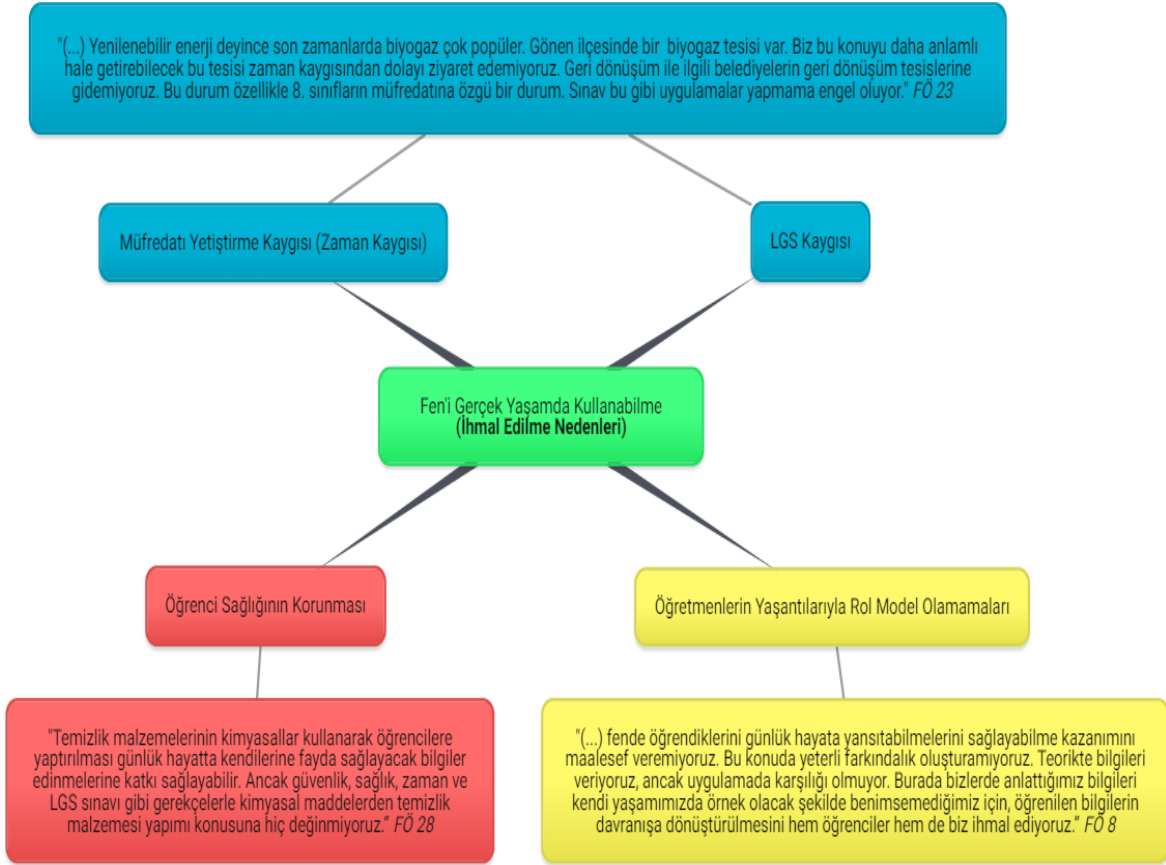 "(...) Yenilenebilir enerji deyince son zamanlarda biyogaz çok popüler. Gönen ilçesinde bir biyogaz tesisi var. Biz bu konuyu daha anlamlı
hale getirebilecek bu tesisi zaman kaygısından dolayı ziyaret edemiyoruz. Geri dönüşüm ile ilgili belediyelerin geri dönüşüm tesislerine
gidemiyoruz. Bu durum özellikle 8. sınıfların müfredatına özgü bir durum. Sınav bu gibi uygulamalar yapmama engel oluyor." FÖ 23
Müfredatı Yetiştirme Kaygısı (Zaman Kaygısı)
LGS Kaygısı
Fen'i Gerçek Yaşamda Kullanabilme
(İhmal Edilme Nedenleri)
Öğrenci Sağlığının Korunması
Öğretmenlerin Yaşantılarıyla Rol Model Olamamaları
"Temizlik malzemelerinin kimyasallar kullanarak öğrencilere
yaptırılması günlük hayatta kendilerine fayda sağlayacak bilgiler
edinmelerine katkı sağlayabilir. Ancak güvenlik, sağlık, zaman ve
LGS sınavı gibi gerekçelerle kimyasal maddelerden temizlik
malzemesi yapımı konusuna hiç değinmiyoruz." FÖ 28
"(...) fende öğrendiklerini günlük hayata yansıtabilmelerini sağlayabilme kazanımını
maalesef veremiyoruz. Bu konuda yeterli farkındalık oluşturamıyoruz. Teorikte bilgileri
veriyoruz, ancak uygulamada karşılığı olmuyor. Burada bizlerde anlattığımız bilgileri
kendi yaşamımızda örnek olacak şekilde benimsemediğimiz için, öğrenilen bilgilerin
davranışa dönüştürülmesini hem öğrenciler hem de biz ihmal ediyoruz." FÖ 8